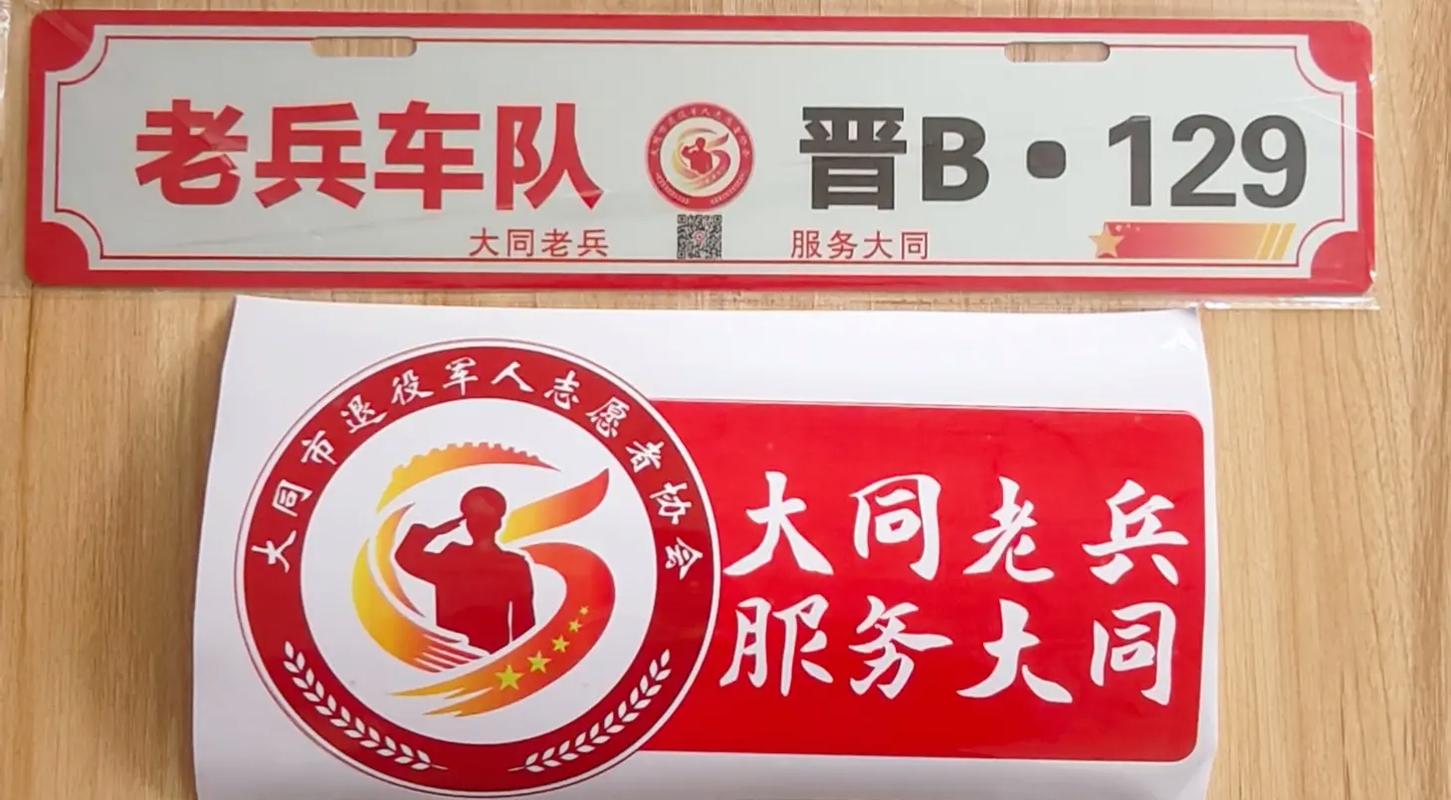 老兵车队 晋B·129
大同老兵 服务大同
大同市退役军人志愿者协会
大同老兵
服务大同